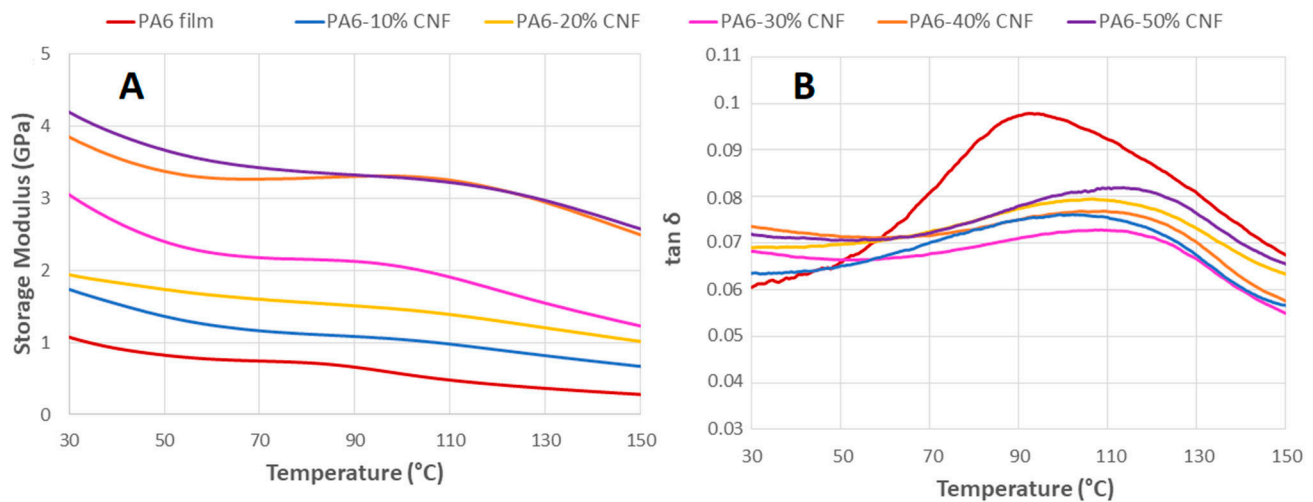 PA6 film PA6-10% CNF PA6-20% CNF PA6-30% CNF PA6-40% CNF PA6-50% CNF
A
Storage Modulus (GPa)
5
4
3
2
1
0
30 50 70 90 110 130 150
Temperature (°C)
B
tan δ
0.11
0.1
0.09
0.08
0.07
0.06
0.05
0.04
0.03
30 50 70 90 110 130 150
Temperature (°C)